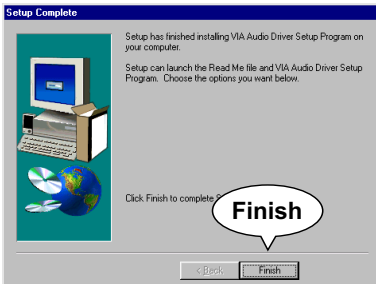 Setup Complete
Setup has finished installing VIA Audio Driver Setup Program on
your computer.
Setup can launch the Read Me file and VIA Audio Driver Setup
Program. Choose the options you want below.
Click Finish to complete S
Finish
< Back
Finish